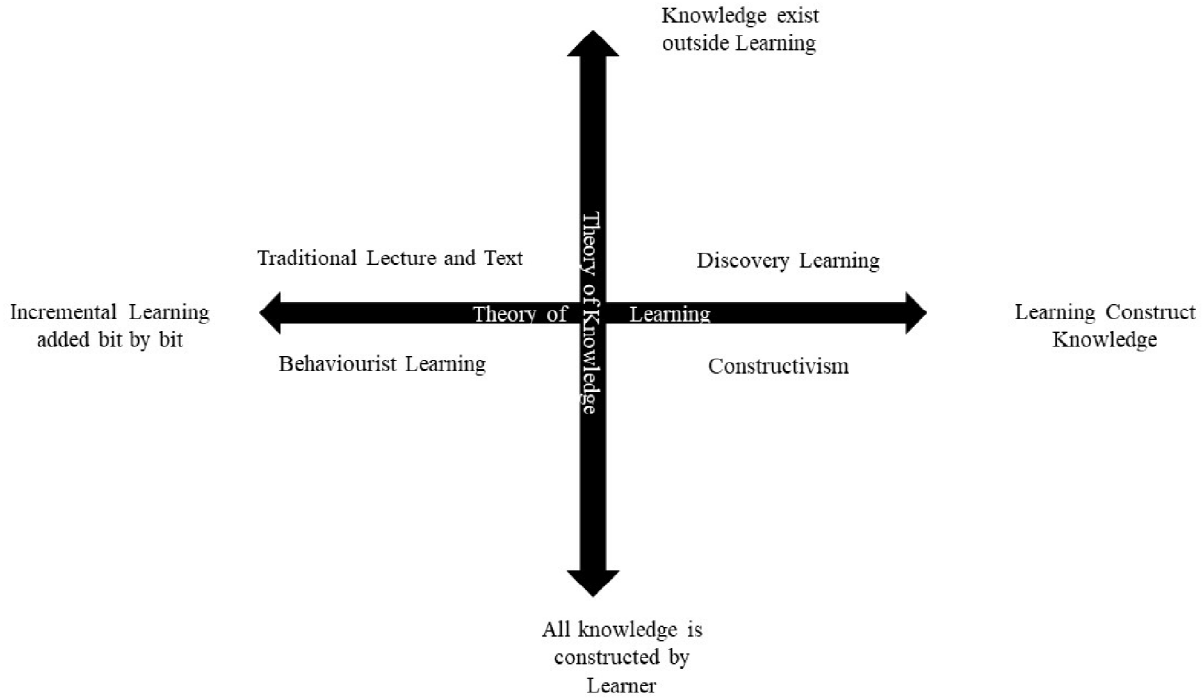 Knowledge exist
outside Learning
Theory of Knowledge
Traditional Lecture and Text
Discovery Learning
Incremental Learning
added bit by bit
Theory of Learning
Learning Construct
Knowledge
Behaviourist Learning
Constructivism
All knowledge is
constructed by
Learner